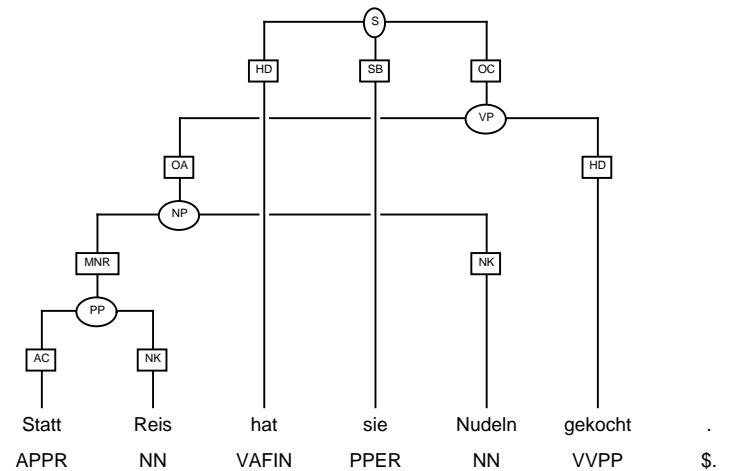 S
HD SB OC
VP
OA HD
NP
MNR NK
PP
AC NK
Statt Reis hat sie Nudeln gekocht .
APPR NN VAFIN PPER NN VVPP $.